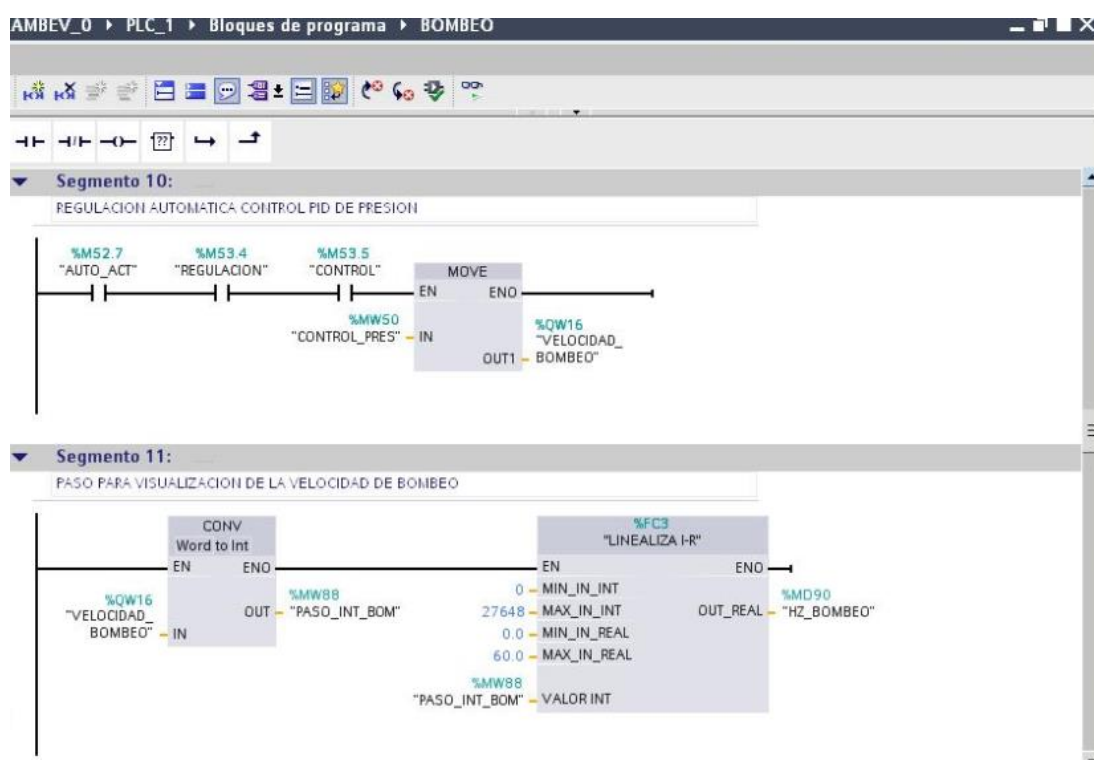 AMBEV_0 ▸ PLC_1 ▸ Bloques de programa ▸ BOMBEO
??
Segmento 10:
REGULACION AUTOMATICA CONTROL PID DE PRESION
%M52.7 %M53.4 %M53.5
"AUTO_ACT" "REGULACION" "CONTROL" MOVE
EN ENO
%MW50 %QW16
"CONTROL_PRES" IN "VELOCIDAD_
OUT1 BOMBEO"
Segmento 11:
PASO PARA VISUALIZACION DE LA VELOCIDAD DE BOMBEO
CONV %FC3
Word to Int "LINEALIZA I-R"
EN ENO EN ENO
%QW16 %MW88 0 MIN_IN_INT %MD90
"VELOCIDAD_ OUT "PASO_INT_BOM" 27648 MAX_IN_INT OUT_REAL "HZ_BOMBEO"
BOMBEO" IN 0.0 MIN_IN_REAL
60.0 MAX_IN_REAL
%MW88
"PASO_INT_BOM" VALOR INT